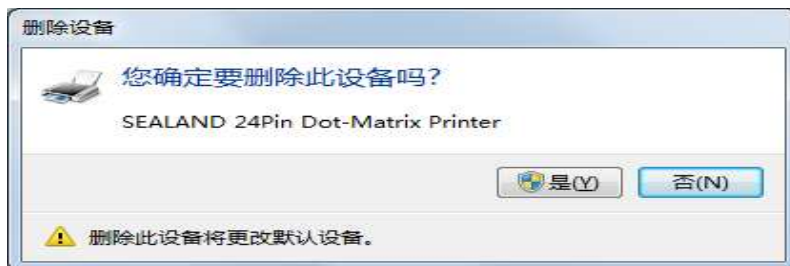 删除设备
您确定要删除此设备吗?
SEALAND 24Pin Dot-Matrix Printer
是(Y)
否(N)
删除此设备将更改默认设备。